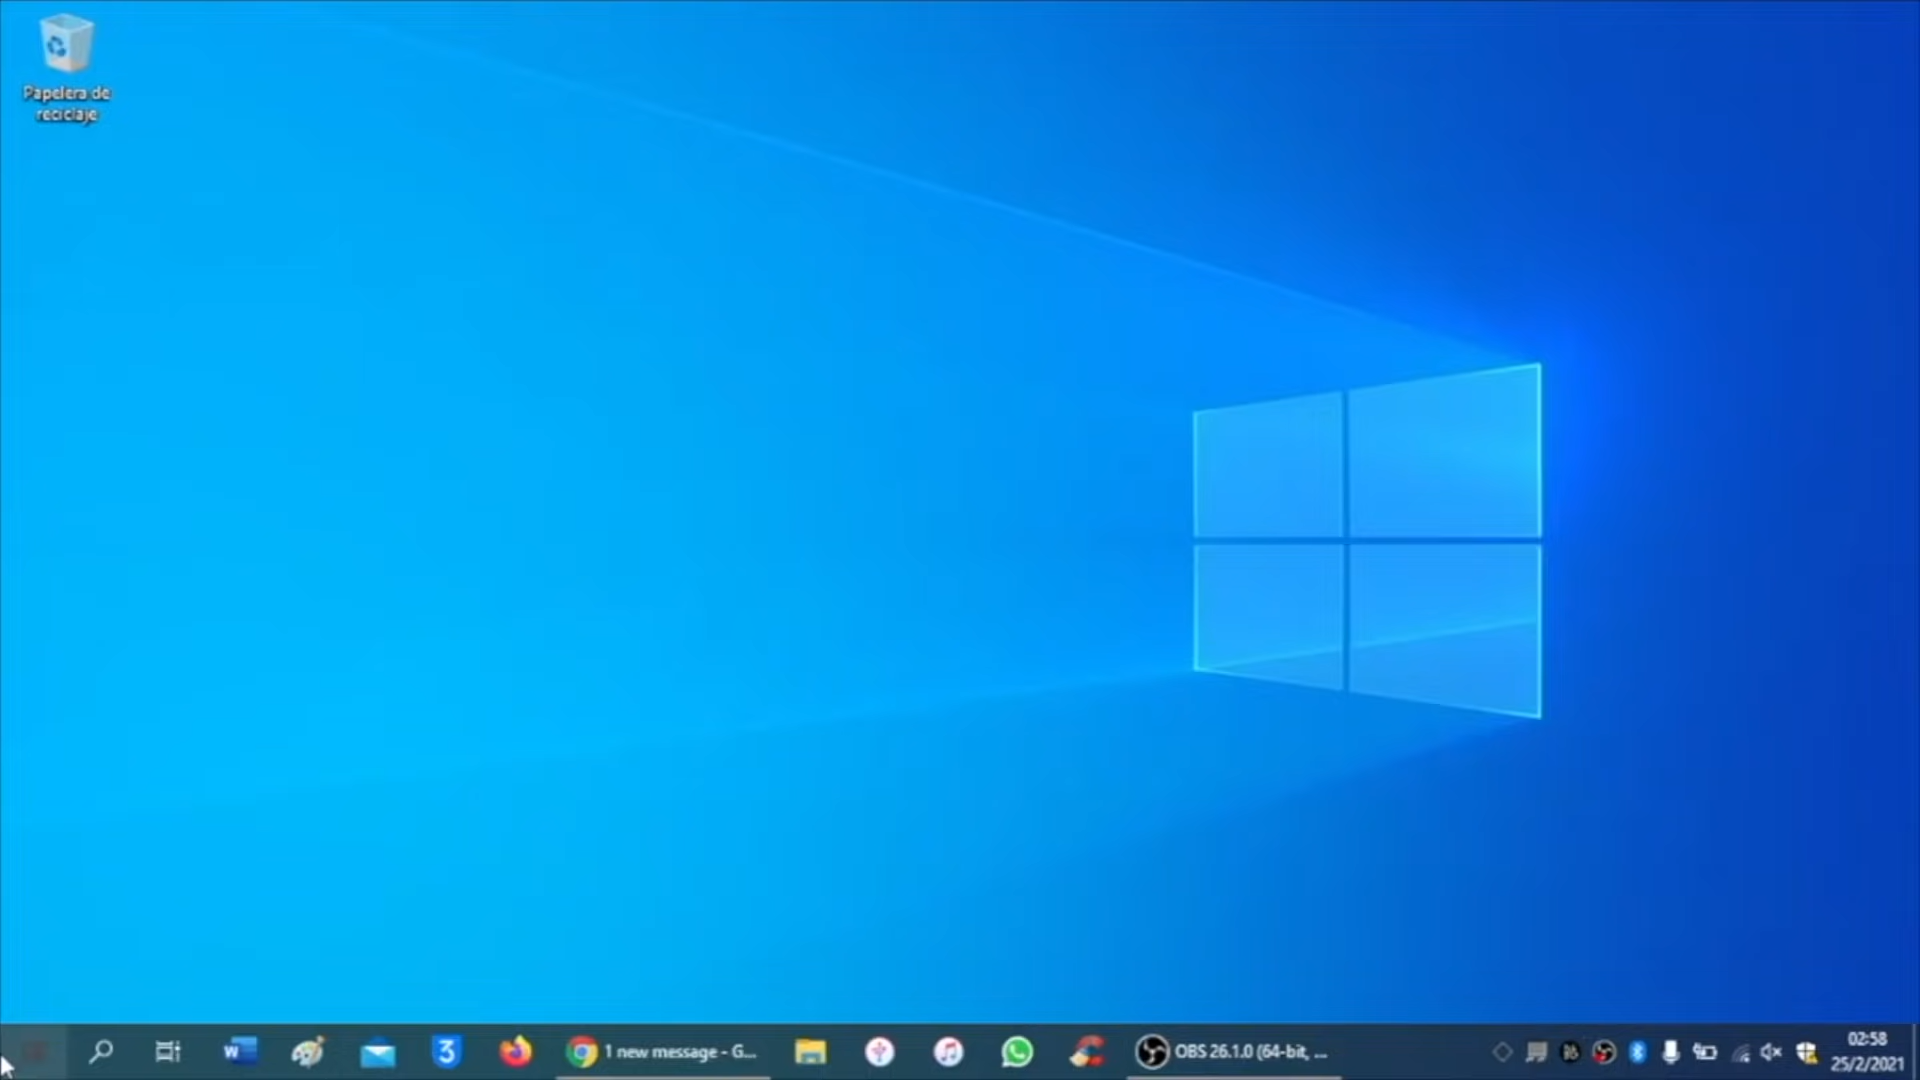 Papelera de
reciclaje
1 new message - G...
OBS 26.1.0 (64-bit, ...
02:58
25/2/2021